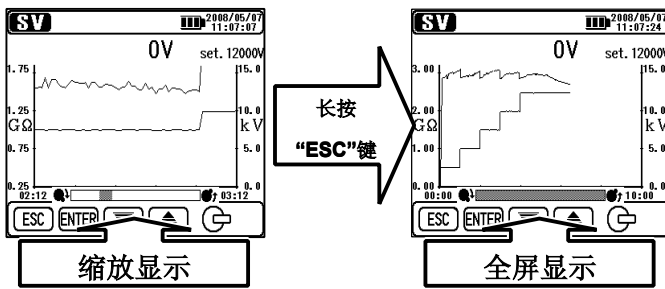 SV
2008/05/07
11:07:07
0V
set.12000V
1.75
15.0
1.25
10.0
GΩ
kV
0.75
5.0
0.25
0.0
02:12
03:12
ESC
ENTER
缩放显示
长按
“ESC”键
SV
2008/05/07
11:07:24
0V
set.12000V
3.00
15.0
2.00
10.0
GΩ
kV
1.00
5.0
0.0
00:00
10:00
ESC
ENTER
全屏显示